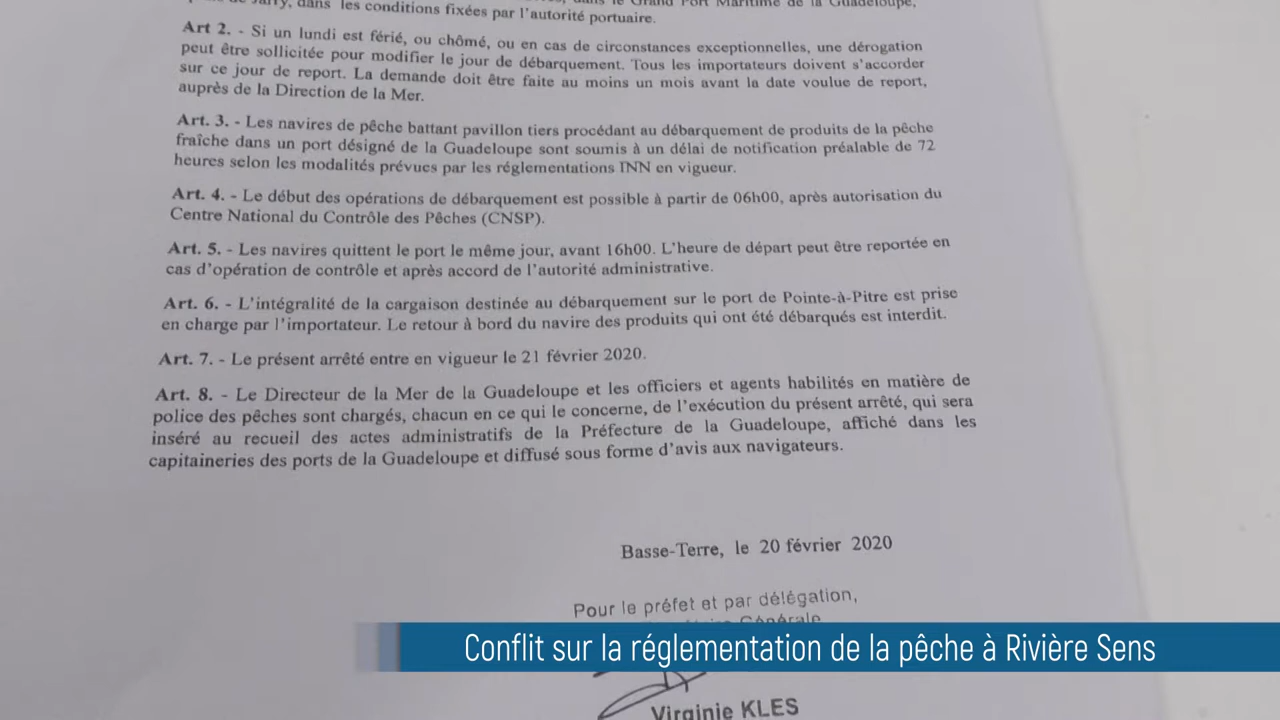 Jarry, dans les conditions fixées par l'autorité portuaire.
Art 2. - Si un lundi est férié, ou chômé, ou en cas de circonstances exceptionnelles, une dérogation
peut être sollicitée pour modifier le jour de débarquement. Tous les importateurs doivent s'accorder
sur ce jour de report. La demande doit être faite au moins un mois avant la date voulue de report,
auprès de la Direction de la Mer.
Art. 3. - Les navires de pêche battant pavillon tiers procédant au débarquement de produits de la pêche
fraîche dans un port désigné de la Guadeloupe sont soumis à un délai de notification préalable de 72
heures selon les modalités prévues par les réglementations INN en vigueur.
Art. 4. - Le début des opérations de débarquement est possible à partir de 06h00, après autorisation du
Centre National du Contrôle des Pêches (CNSP).
Art. 5. - Les navires quittent le port le même jour, avant 16h00. L'heure de départ peut être reportée en
cas d'opération de contrôle et après accord de l'autorité administrative.
Art. 6. - L'intégralité de la cargaison destinée au débarquement sur le port de Pointe-à-Pitre est prise
en charge par l'importateur. Le retour à bord du navire des produits qui ont été débarqués est interdit.
Art. 7. - Le présent arrêté entre en vigueur le 21 février 2020.
Art. 8. - Le Directeur de la Mer de la Guadeloupe et les officiers et agents habilités en matière de
police des pêches sont chargés, chacun en ce qui le concerne, de l'exécution du présent arrêté, qui sera
inséré au recueil des actes administratifs de la Préfecture de la Guadeloupe, affiché dans les
capitaineries des ports de la Guadeloupe et diffusé sous forme d'avis aux navigateurs.
Basse-Terre, le 20 février 2020
Pour le préfet et par délégation,
Générale
Conflit sur la réglementation de la pêche à Rivière Sens
Virginie KLES